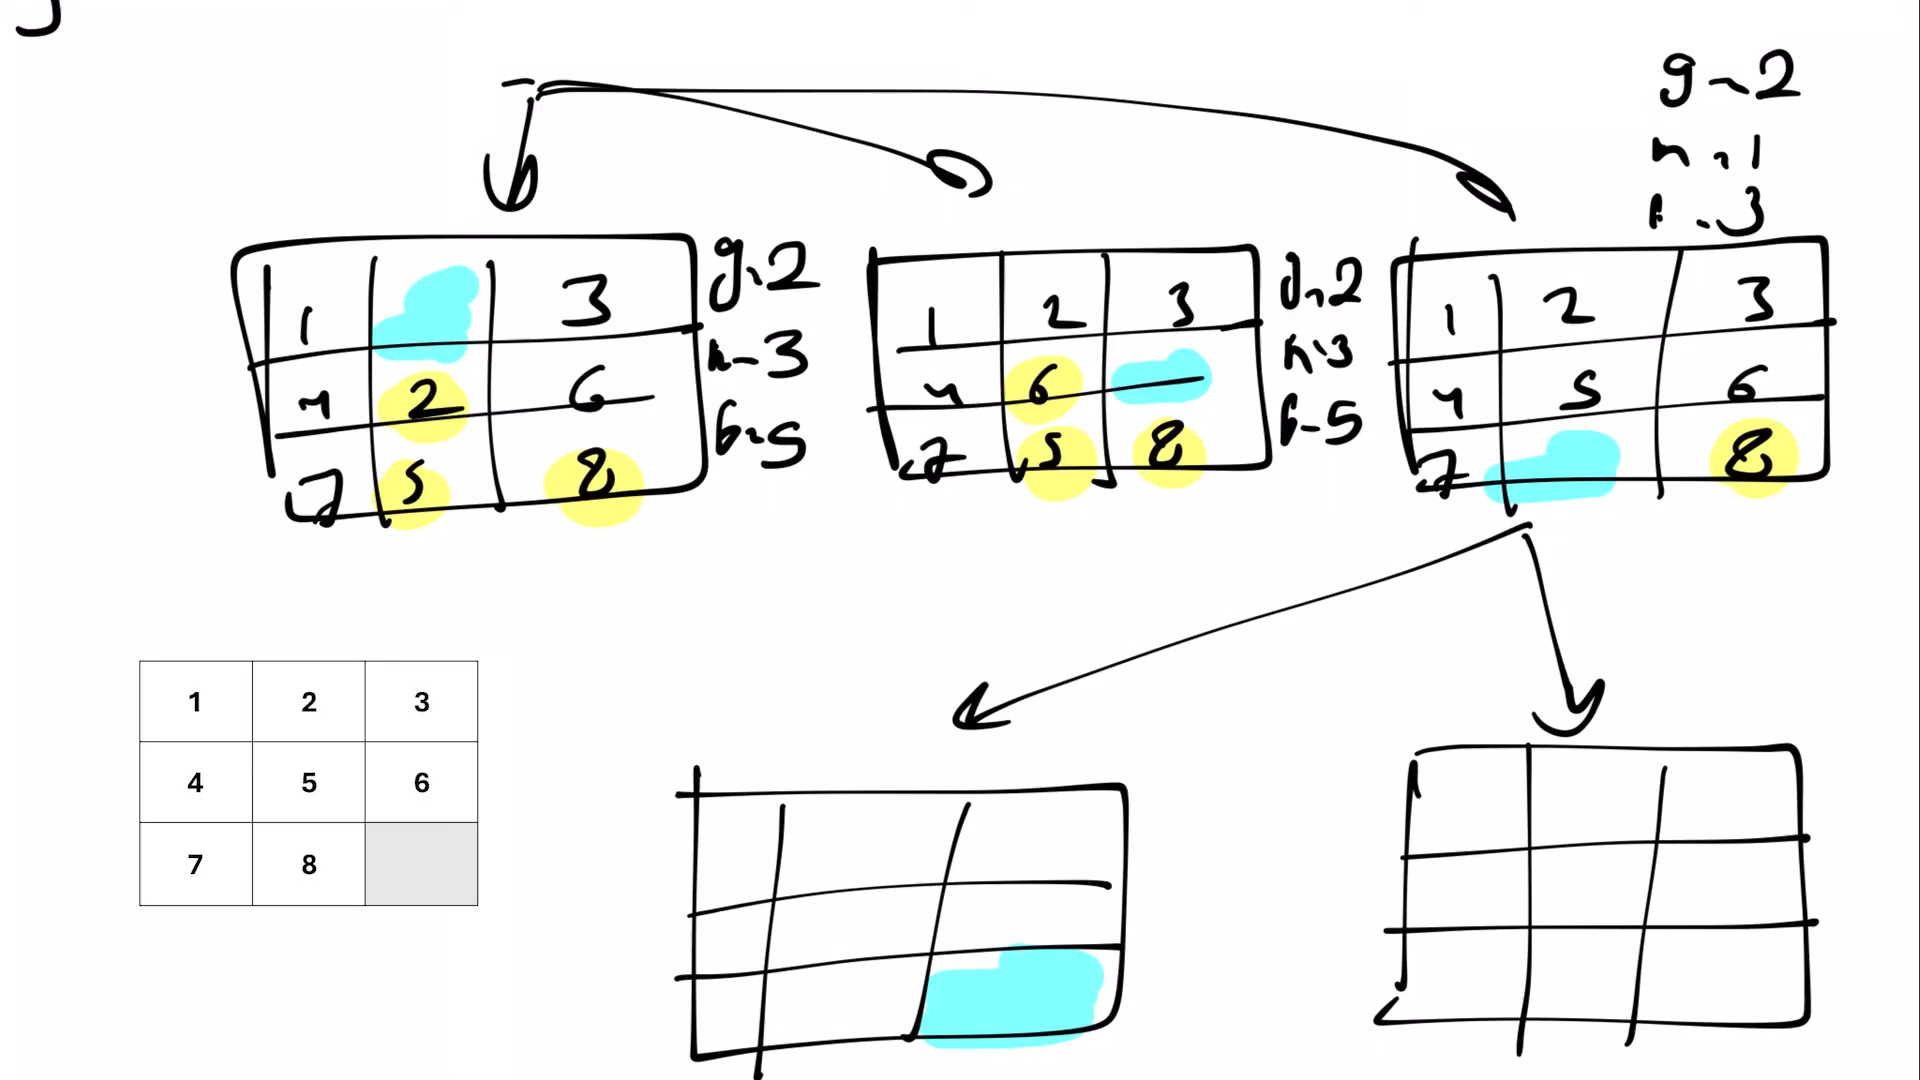 g ~ 2
n = 1
f = 3
1 3
4 2 6
7 5 8
g = 2
h - 3
f = 5
1 2 3
4 6
7 5 8
g = 2
h = 3
f - 5
1 2 3
4 5 6
7 8
1 2 3
4 5 6
7 8